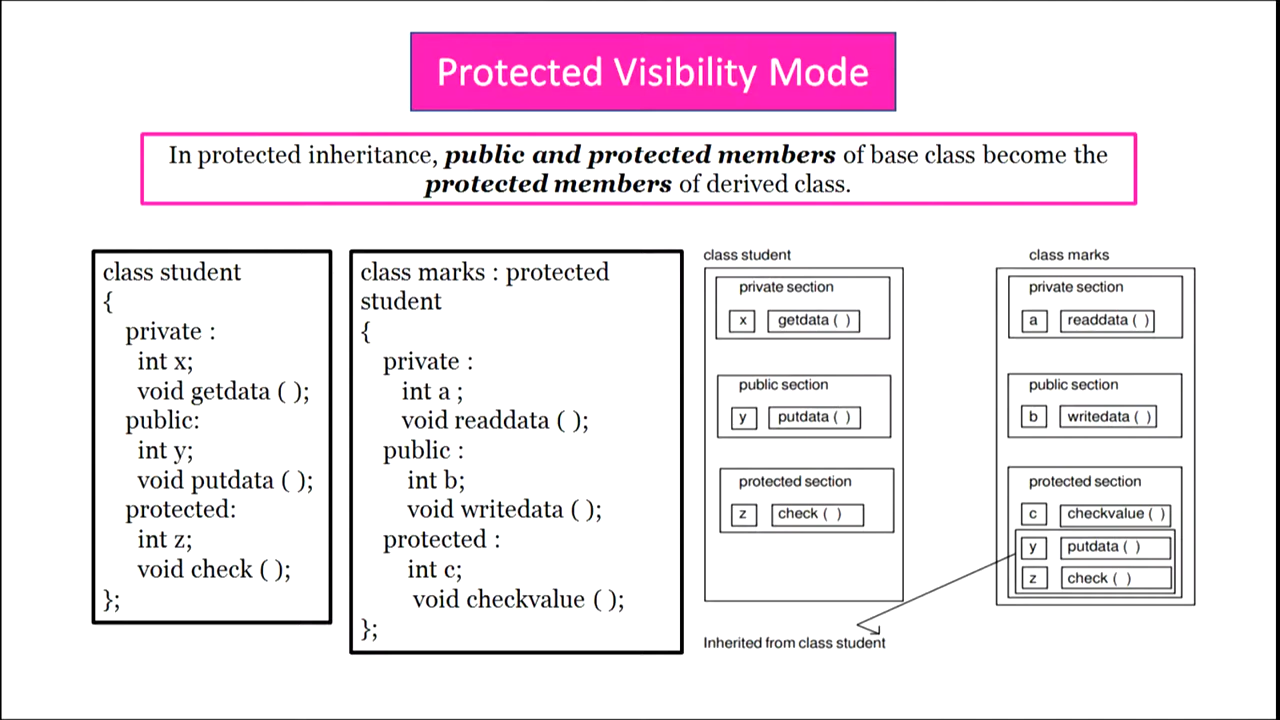 Protected Visibility Mode
In protected inheritance, public and protected members of base class become the
protected members of derived class.
class student
{
private :
int x;
void getdata ( );
public:
int y;
void putdata ( );
protected:
int z;
void check ( );
};
class marks : protected
student
{
private :
int a ;
void readdata ( );
public :
int b;
void writedata ( );
protected :
int c;
void checkvalue ( );
};
class student
private section
x getdata ( )
public section
y putdata ( )
protected section
z check ( )
class marks
private section
a readdata ( )
public section
b writedata ( )
protected section
c checkvalue ( )
y putdata ( )
z check ( )
Inherited from class student